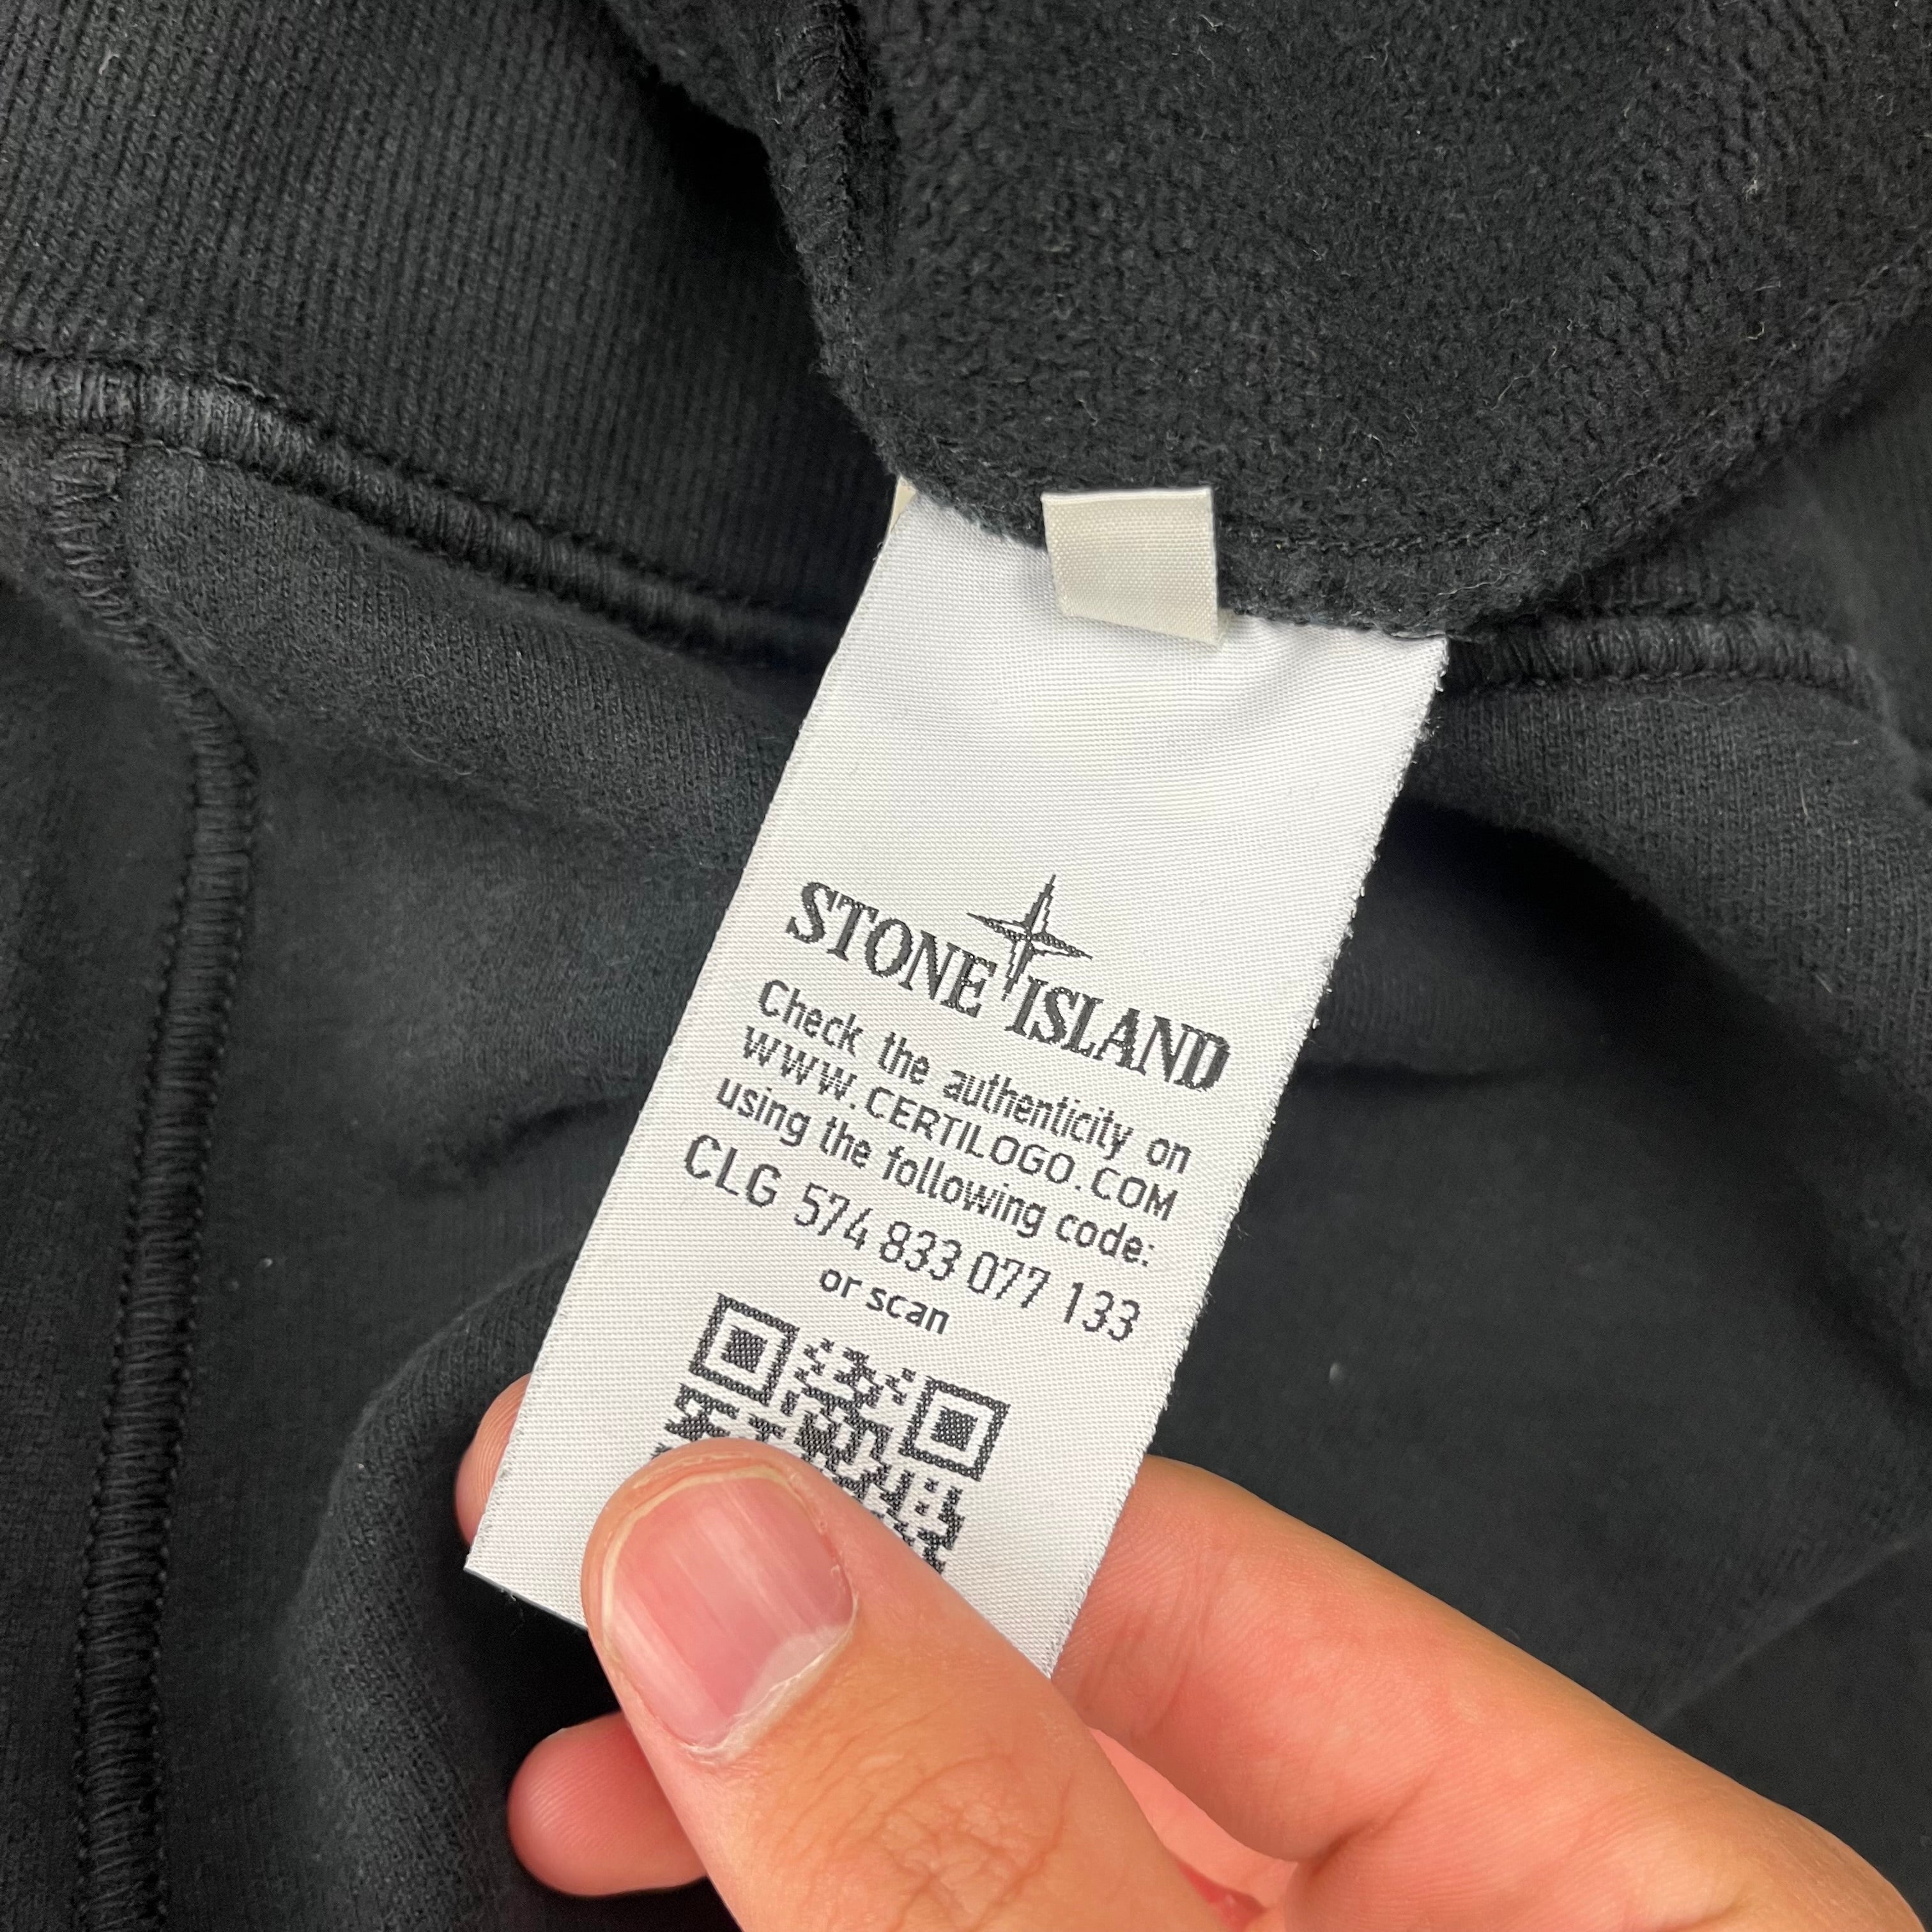 STONE ISLAND
Check the authenticity on
WWW.CERTILOGO.COM
using the following code:
CLG 574 833 077 133
or scan